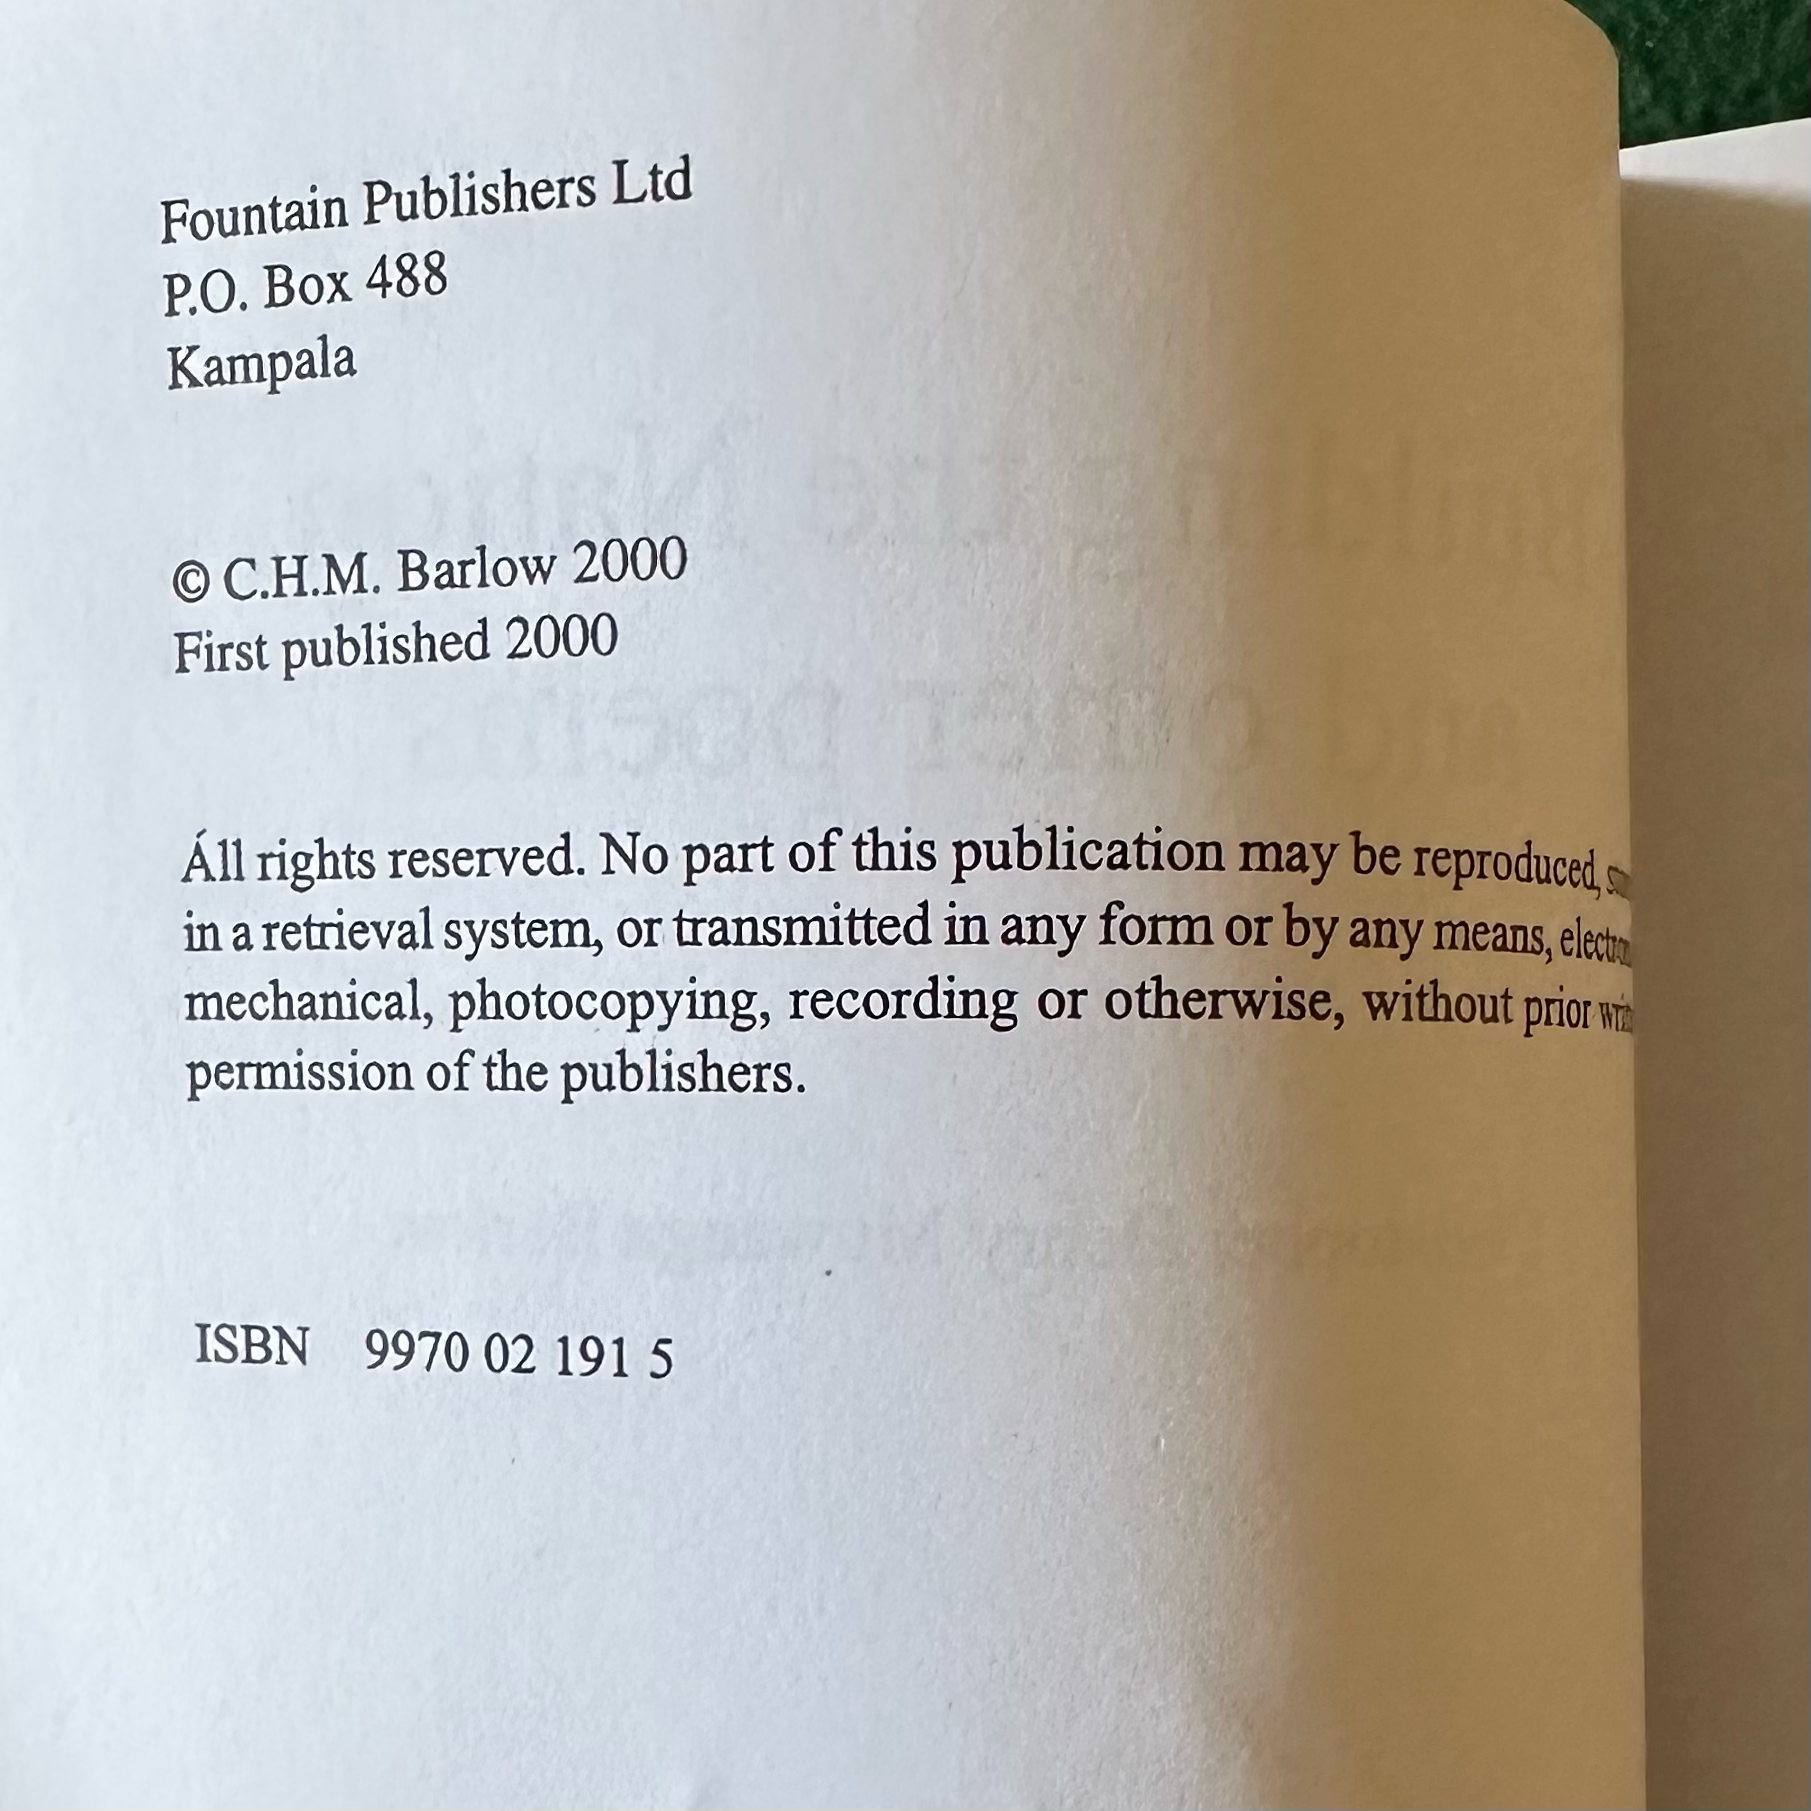 Fountain Publishers Ltd
P.O. Box 488
Kampala
© C.H.M. Barlow 2000
First published 2000
All rights reserved. No part of this publication may be reproduced,
in a retrieval system, or transmitted in any form or by any means,
mechanical, photocopying, recording or otherwise, without prior
permission of the publishers.
ISBN 9970 02 191 5